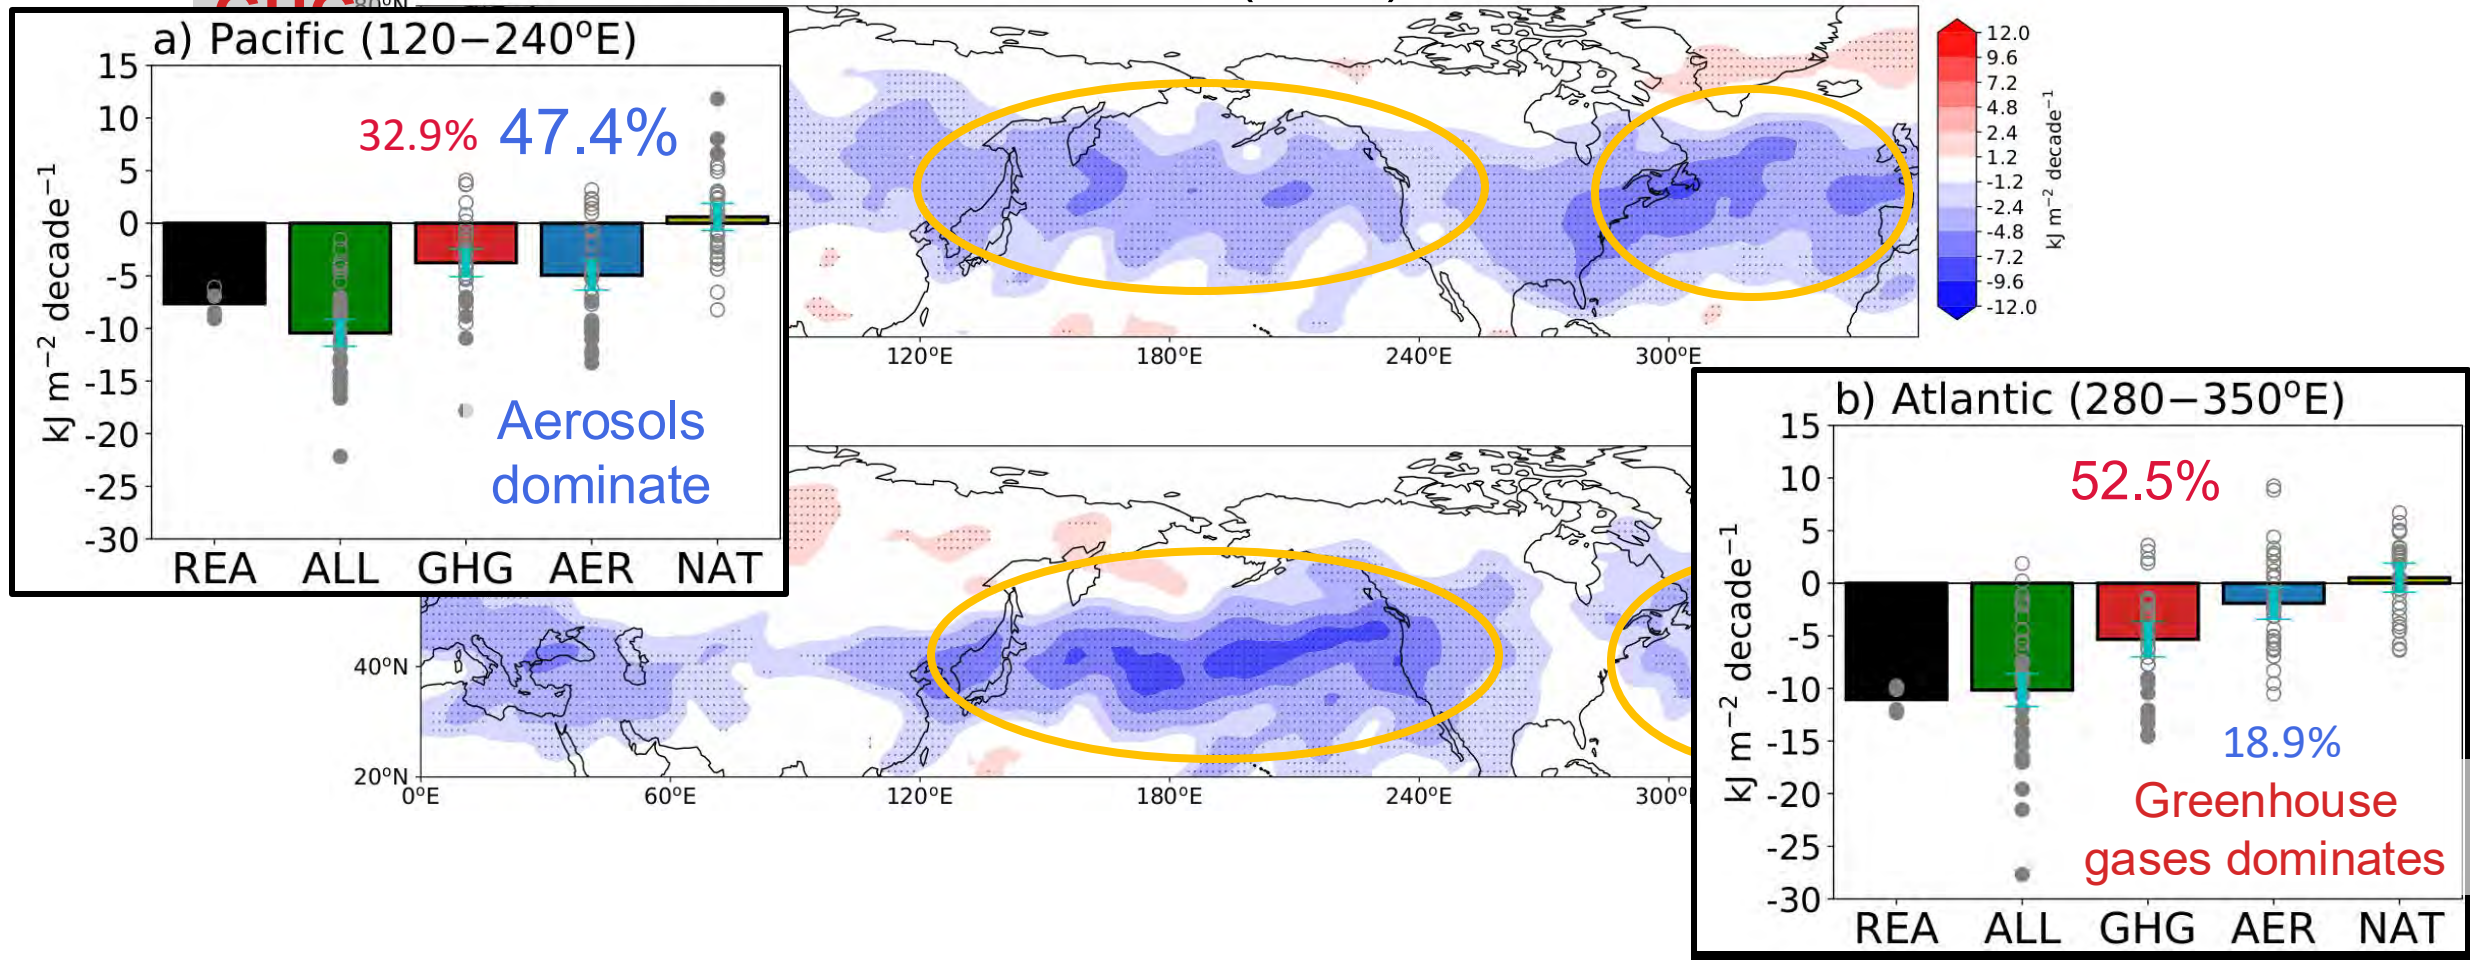 80°N
a) Pacific (120−240°E)
15
10
5
0
-5
-10
-15
-20
-25
-30
kJ m⁻² decade⁻¹
32.9% 47.4%
Aerosols
dominate
REA ALL GHG AER NAT
120°E 180°E 240°E 300°E
12.0
9.6
7.2
4.8
2.4
1.2
-1.2
-2.4
-4.8
-7.2
-9.6
-12.0
kJ m⁻² decade⁻¹
40°N
20°N
0°E 60°E 120°E 180°E 240°E
b) Atlantic (280−350°E)
15
10
5
0
-5
-10
-15
-20
-25
-30
kJ m⁻² decade⁻¹
52.5%
18.9%
Greenhouse
gases dominates
REA ALL GHG AER NAT